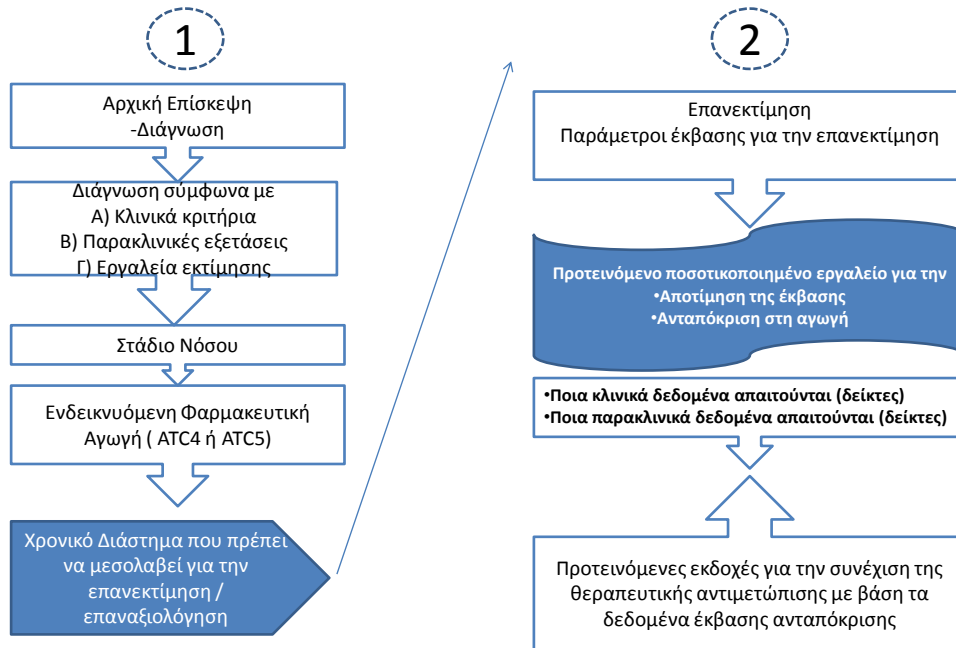 1
Αρχική Επίσκεψη
-Διάγνωση
Διάγνωση σύμφωνα με
Α) Κλινικά κριτήρια
Β) Παρακλινικές εξετάσεις
Γ) Εργαλεία εκτίμησης
Στάδιο Νόσου
Ενδεικνυόμενη Φαρμακευτική
Αγωγή ( ATC4 ή ATC5)
Χρονικό Διάστημα που πρέπει
να μεσολαβεί για την
επανεκτίμηση /
επαναξιολόγηση
2
Επανεκτίμηση
Παράμετροι έκβασης για την επανεκτίμηση
Προτεινόμενο ποσοτικοποιημένο εργαλείο για την
•Αποτίμηση της έκβασης
•Ανταπόκριση στη αγωγή
•Ποια κλινικά δεδομένα απαιτούνται (δείκτες)
•Ποια παρακλινικά δεδομένα απαιτούνται (δείκτες)
Προτεινόμενες εκδοχές για την συνέχιση της
θεραπευτικής αντιμετώπισης με βάση τα
δεδομένα έκβασης ανταπόκρισης